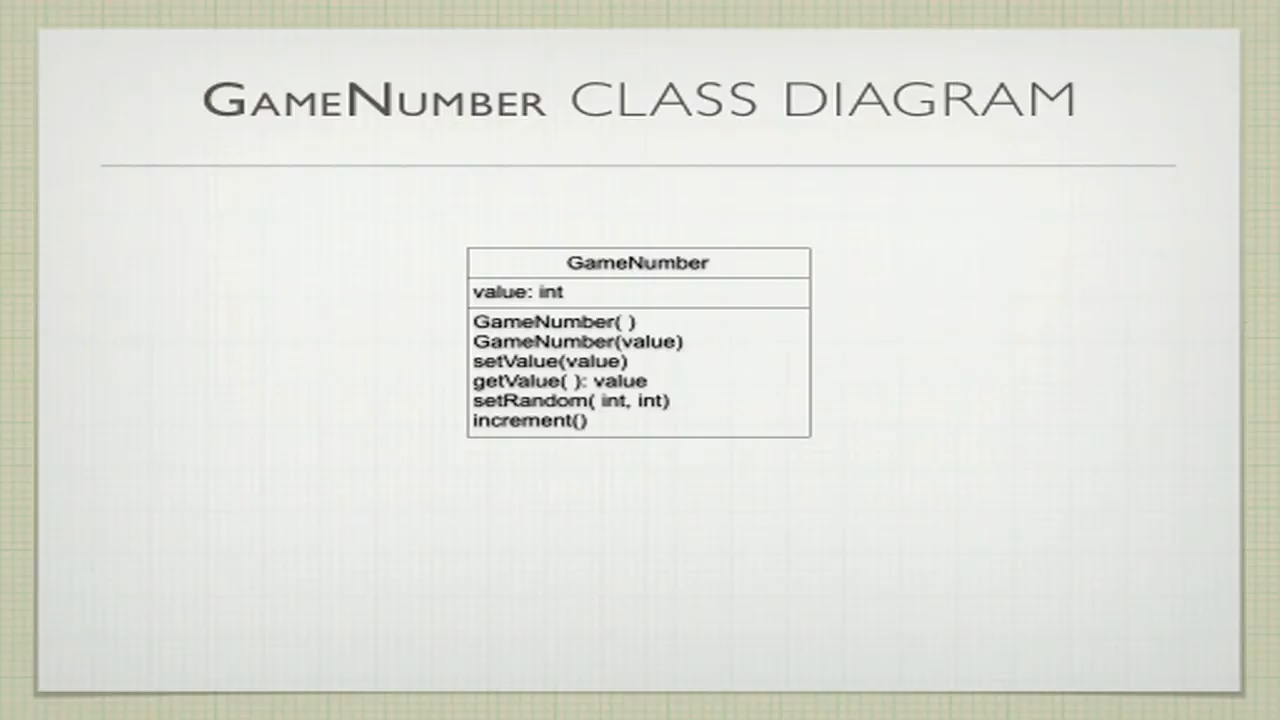 GameNumber CLASS DIAGRAM
GameNumber
value: int
GameNumber( )
GameNumber(value)
setValue(value)
getValue( ): value
setRandom( int, int)
increment()